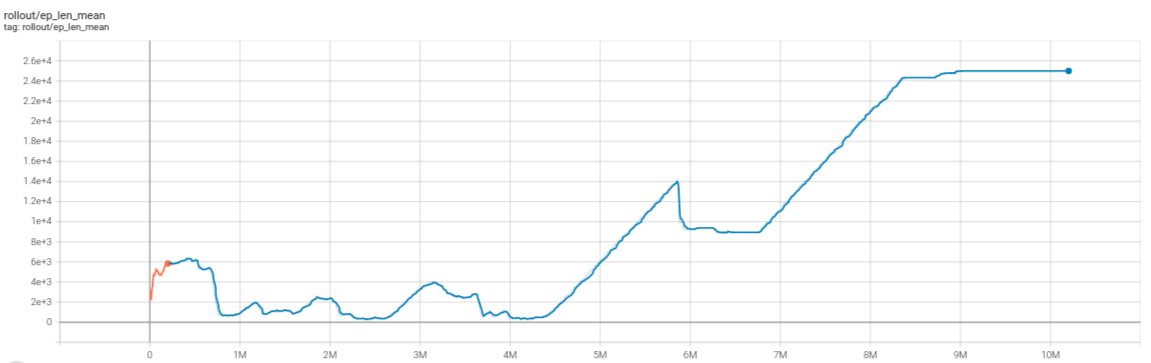 rollout/ep_len_mean
tag: rollout/ep_len_mean
2.6e+4
2.4e+4
2.2e+4
2e+4
1.8e+4
1.6e+4
1.4e+4
1.2e+4
1e+4
8e+3
6e+3
4e+3
2e+3
0
0 1M 2M 3M 4M 5M 6M 7M 8M 9M 10M